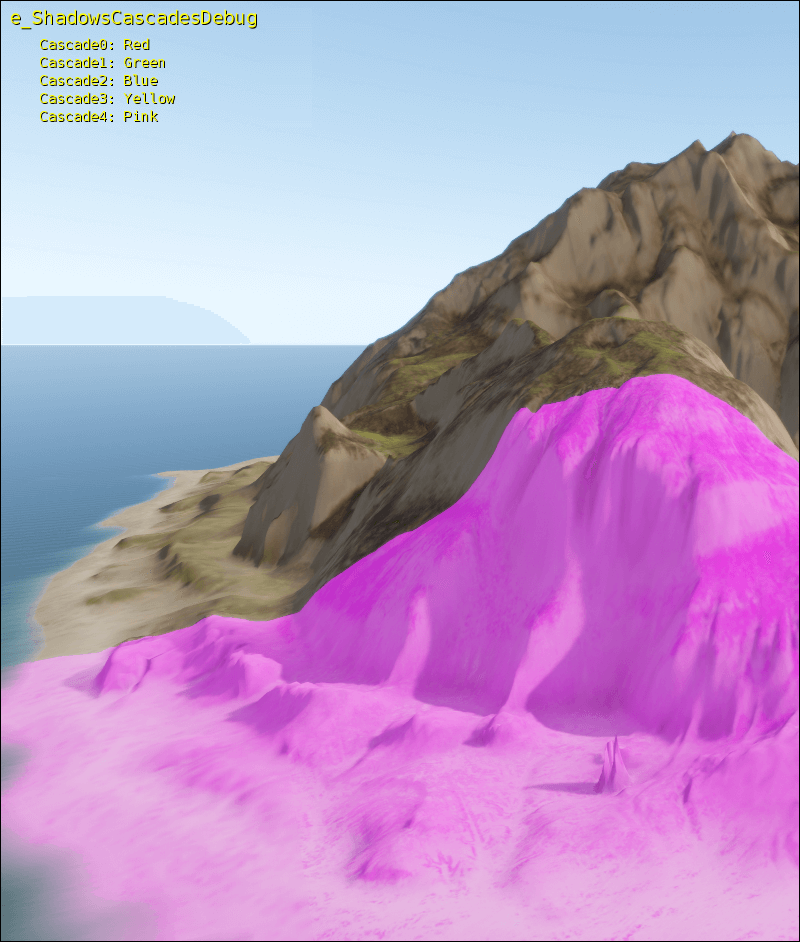 e_ShadowsCascadesDebug
Cascade0: Red
Cascade1: Green
Cascade2: Blue
Cascade3: Yellow
Cascade4: Pink